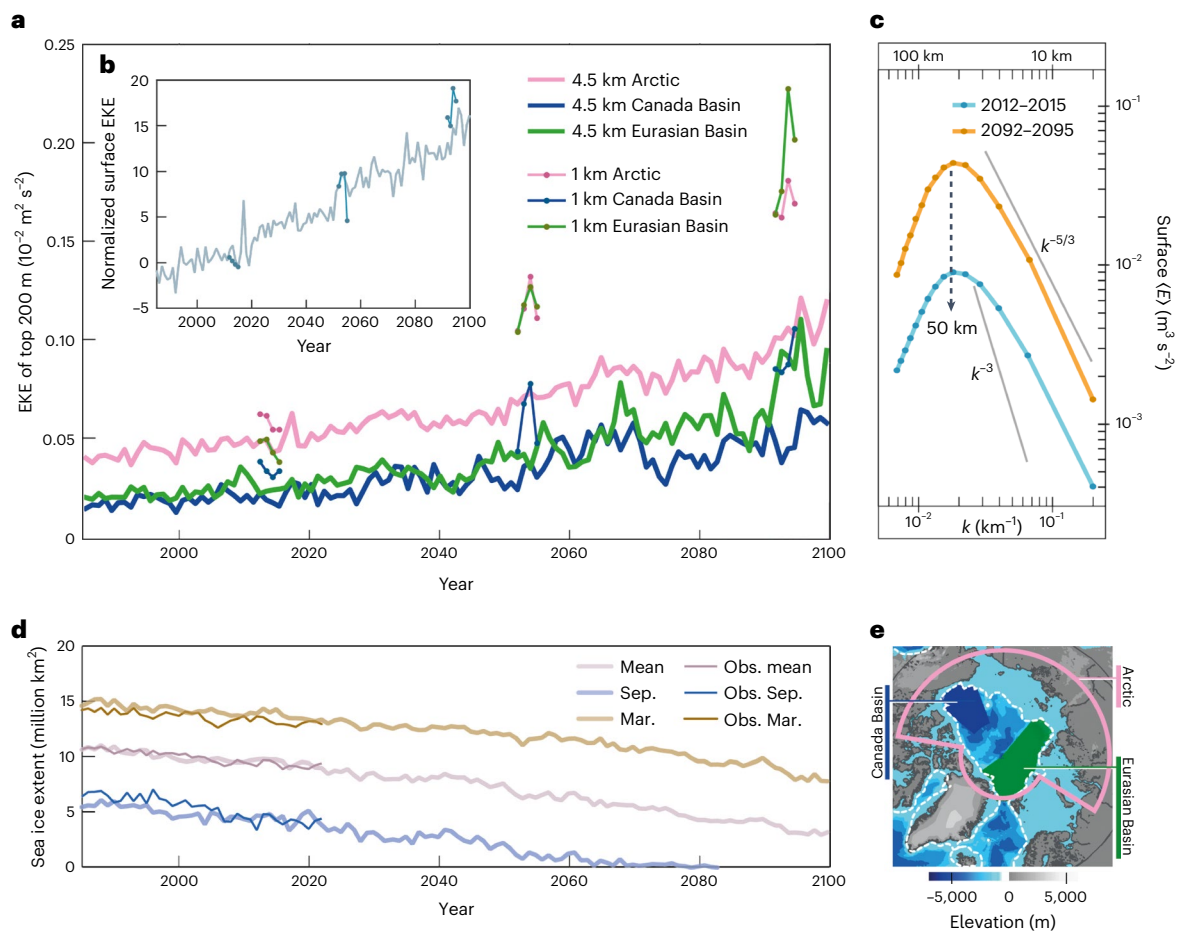 a
0.25
0.20
0.15
0.10
0.05
0
EKE of top 200 m (10⁻² m² s⁻²)
2000
2020
2040
2060
2080
2100
Year
4.5 km Arctic
4.5 km Canada Basin
4.5 km Eurasian Basin
1 km Arctic
1 km Canada Basin
1 km Eurasian Basin
b
20
15
10
5
0
−5
Normalized surface EKE
2000
2020
2040
2060
2080
2100
Year
c
100 km
10 km
2012–2015
2092–2095
10⁻¹
10⁻²
10⁻³
Surface ⟨E⟩ (m³ s⁻²)
k⁻⁵/³
50 km
k⁻³
10⁻²
10⁻¹
k (km⁻¹)
d
20
15
10
5
0
Sea ice extent (million km²)
2000
2020
2040
2060
2080
2100
Year
Mean
Sep.
Mar.
Obs. mean
Obs. Sep.
Obs. Mar.
e
Canada Basin
Arctic
Eurasian Basin
−5,000
0
5,000
Elevation (m)